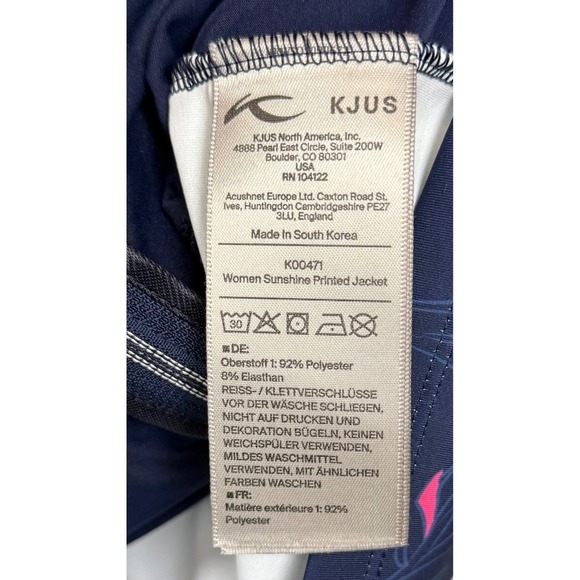 KJUS
KJUS North America, Inc.
4888 Pearl East Circle, Suite 200W
Boulder, CO 80301
USA
RN 104122
Acushnet Europe Ltd. Caxton Road St.
Ives, Huntingdon Cambridgeshire PE27
3LU, England
Made In South Korea
K00471
Women Sunshine Printed Jacket
30
DE:
Oberstoff 1: 92% Polyester
8% Elasthan
REISS- / KLETTVERSCHLÜSSE
VOR DER WÄSCHE SCHLIEẞEN,
NICHT AUF DRUCKEN UND
DEKORATION BÜGELN, KEINEN
WEICHSPÜLER VERWENDEN,
MILDES WASCHMITTEL
VERWENDEN, MIT ÄHNLICHEN
FARBEN WASCHEN
FR:
Matière extérieure 1: 92%
Polyester